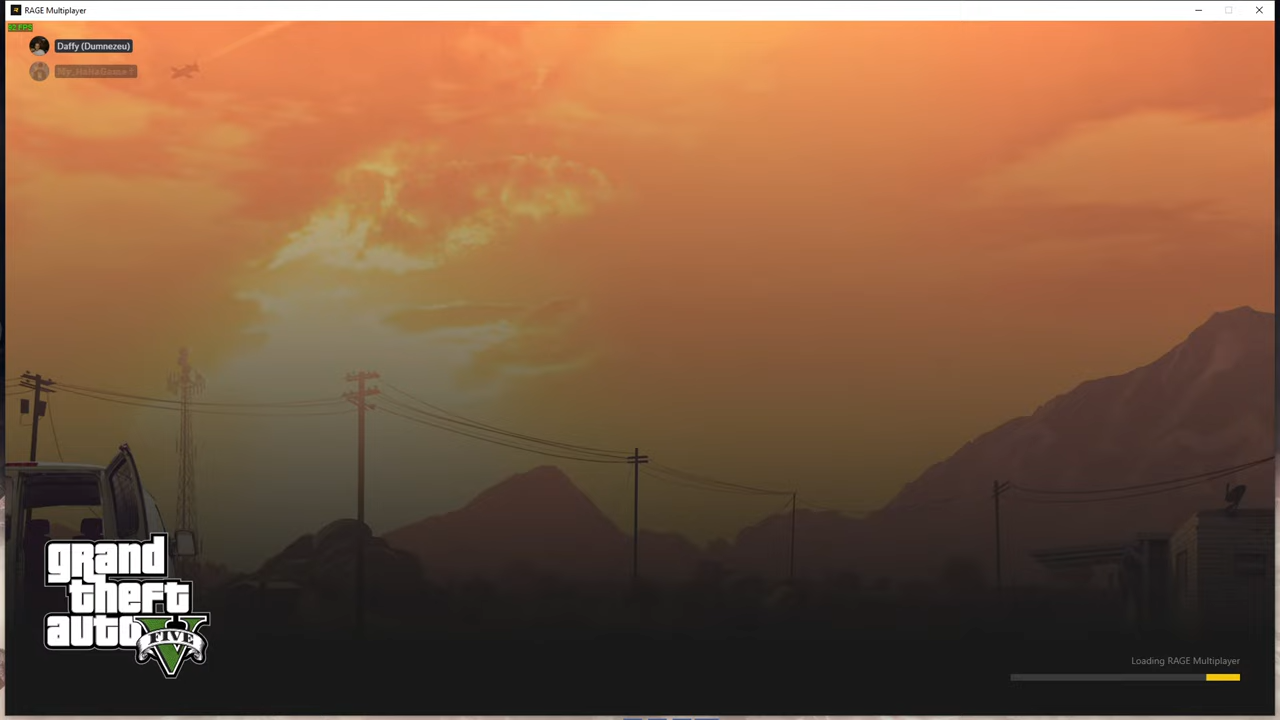 RAGE Multiplayer
Daffy (Dumnezeu)
grand
theft
auto
FIVE
Loading RAGE Multiplayer